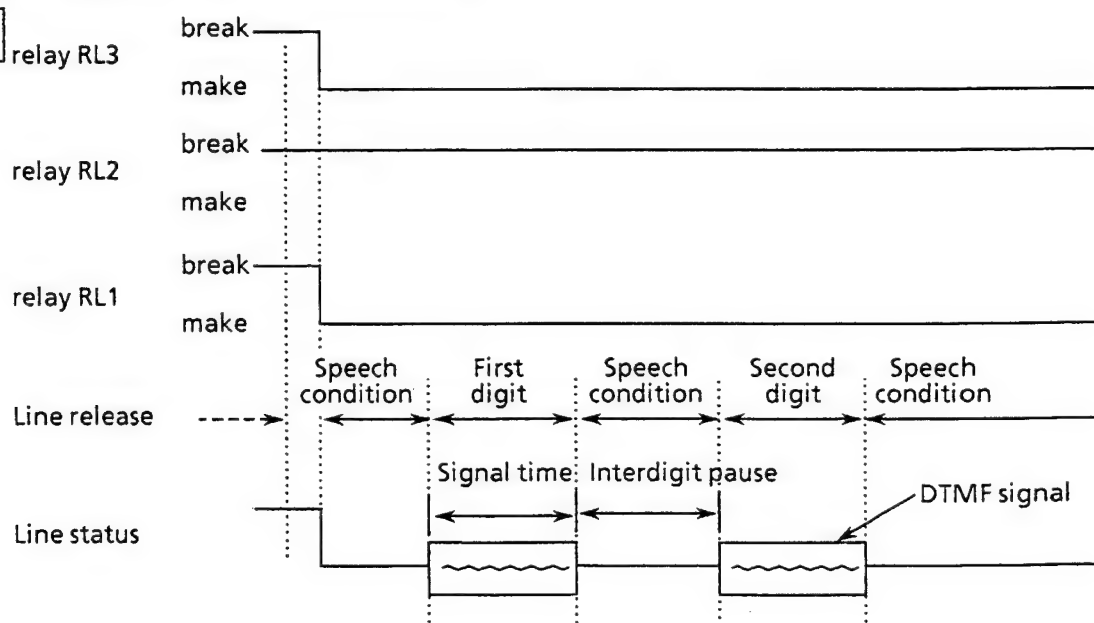 break
relay RL3
make
break
relay RL2
make
break
relay RL1
make
Speech condition
First digit
Speech condition
Second digit
Speech condition
Line release
Signal time
Interdigit pause
DTMF signal
Line status